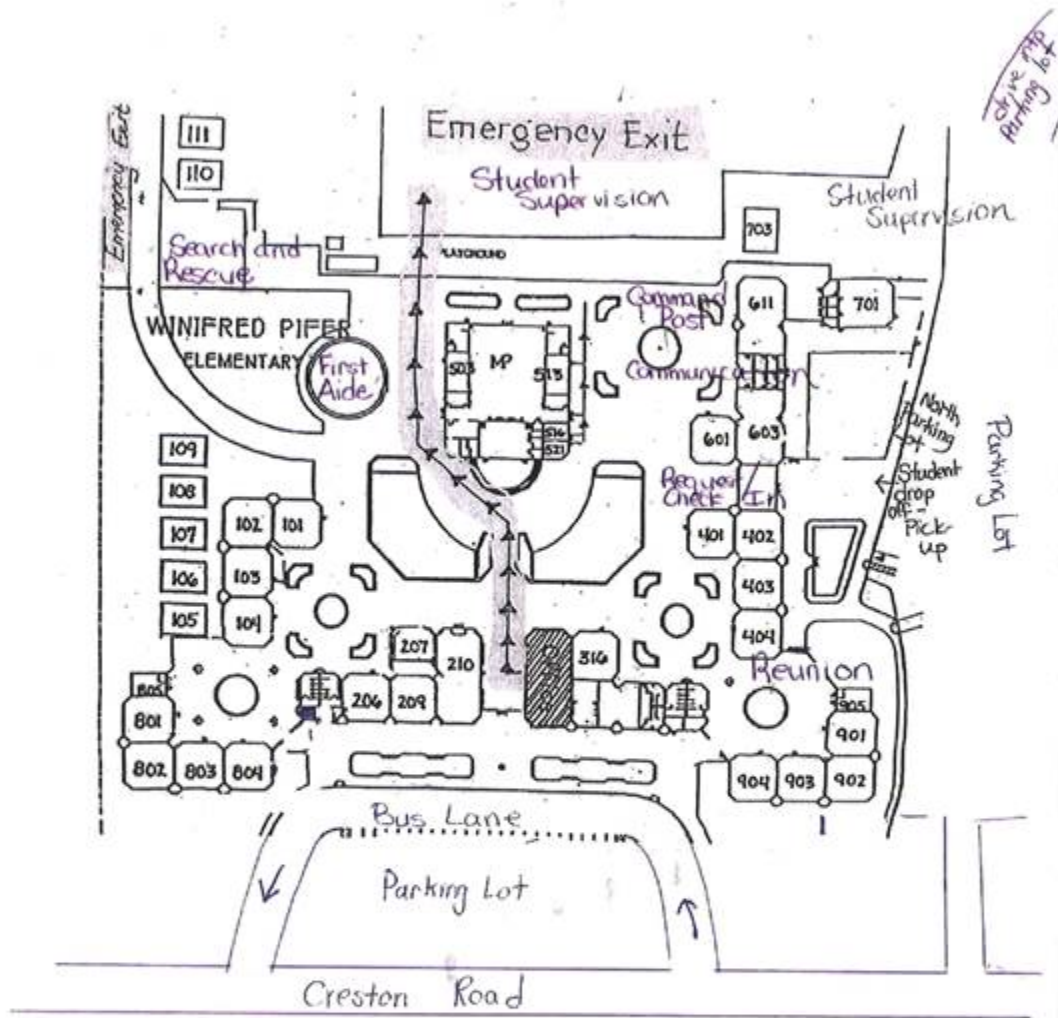 drive into
Parking lot
Emergency Exit
111
110
Emergency Exit
Student
Supervision
Student
Supervision
703
Search and
Rescue
PLAYGROUND
Command
Post
611
701
WINIFRED PIFER
ELEMENTARY
First
Aide
503
MP
513
Communication
North
Parking
Lot
Parking Lot
516
521
601
603
109
108
107
106
105
Request
Check In
Student
drop
off -
Pick-
up
102
101
103
104
401
402
403
404
207
210
206
209
316
Reunion
805
801
802
803
804
905
901
904
903
902
Bus Lane
Parking Lot
Creston Road